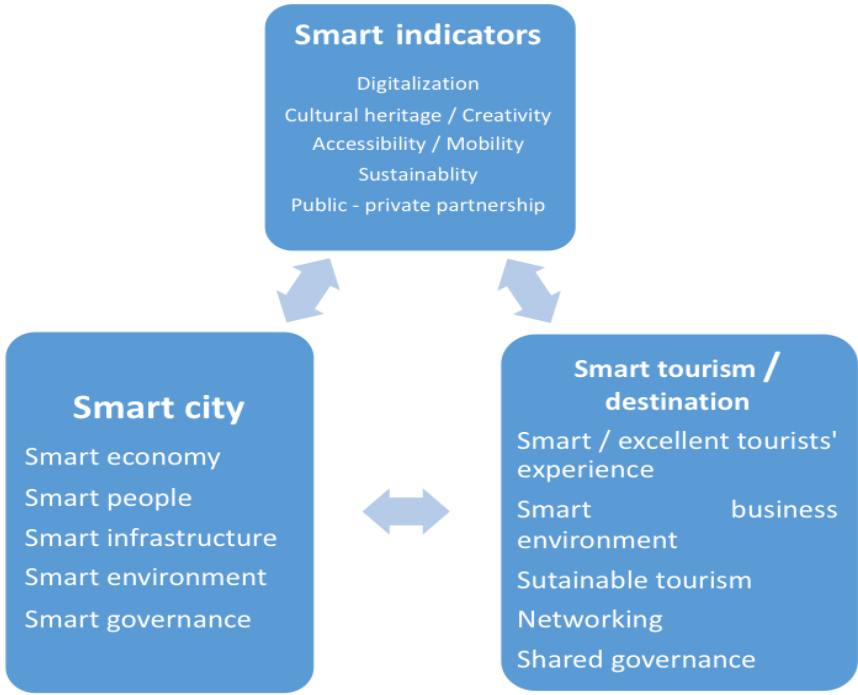 Smart indicators
Digitalization
Cultural heritage / Creativity
Accessibility / Mobility
Sustainablity
Public - private partnership
Smart city
Smart economy
Smart people
Smart infrastructure
Smart environment
Smart governance
Smart tourism /
destination
Smart / excellent tourists'
experience
Smart business
environment
Sutainable tourism
Networking
Shared governance